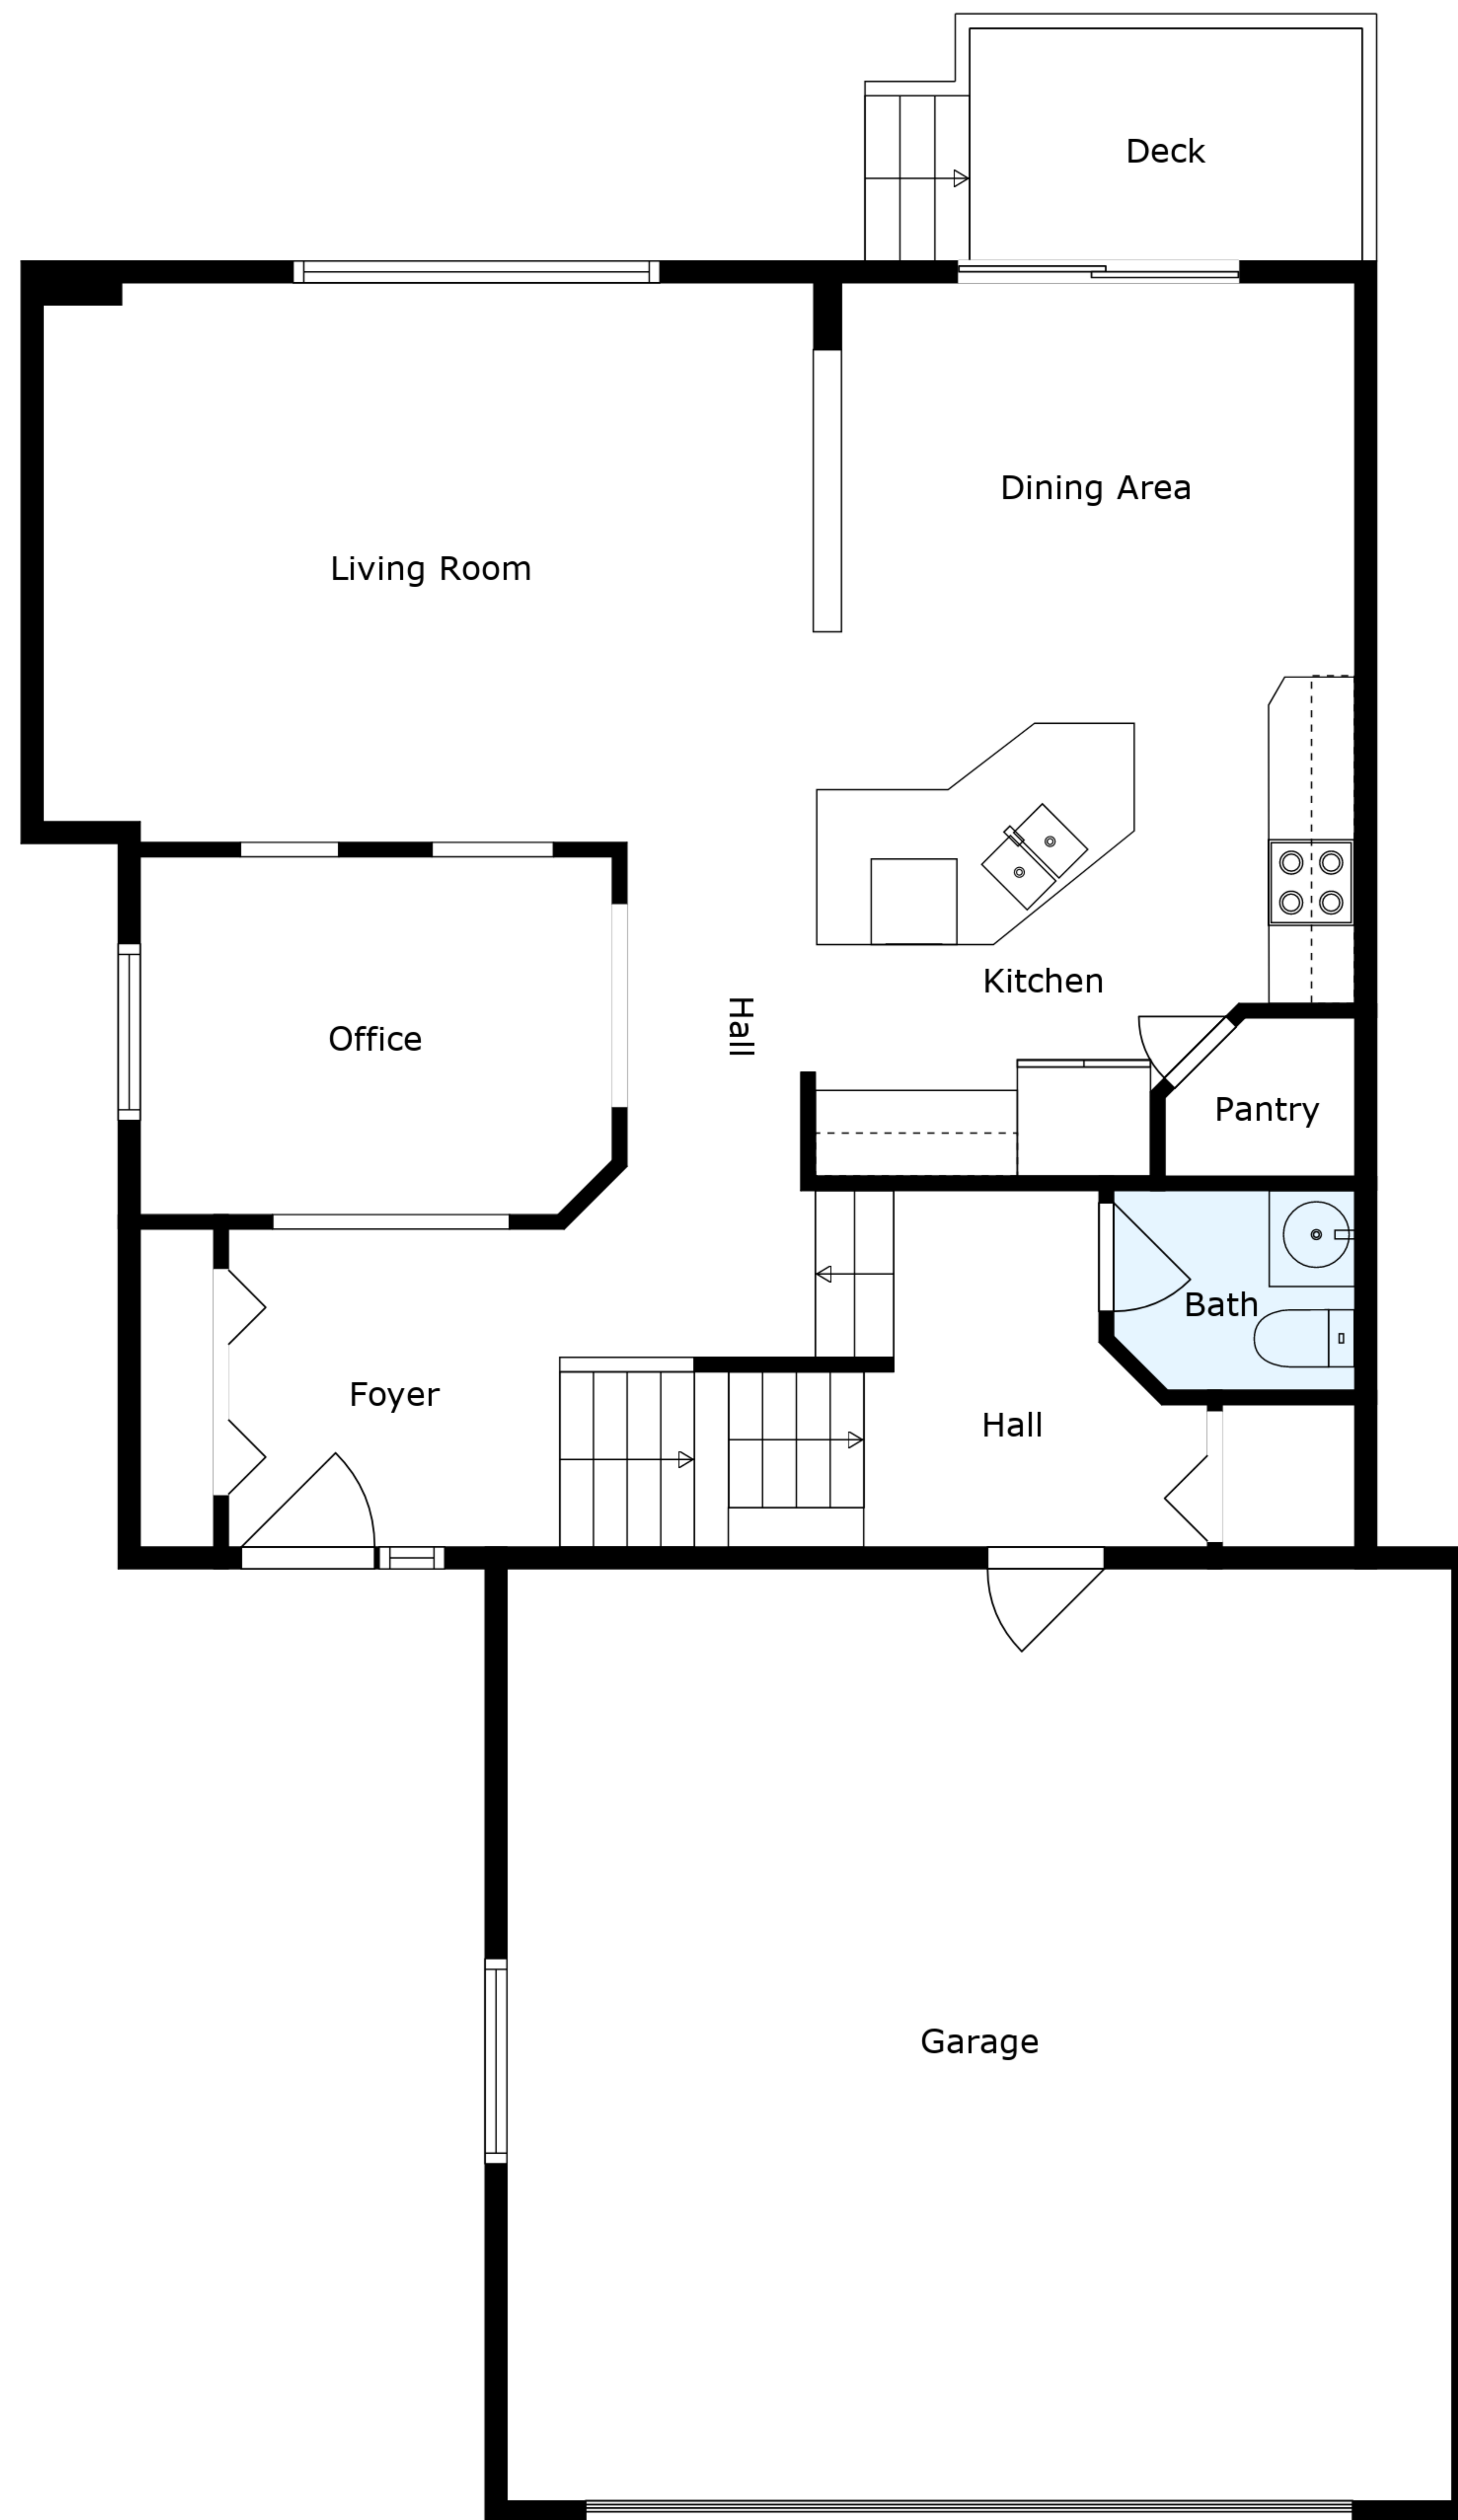 Deck
Dining Area
Living Room
Kitchen
Hall
Office
Pantry
Bath
Foyer
Hall
Garage